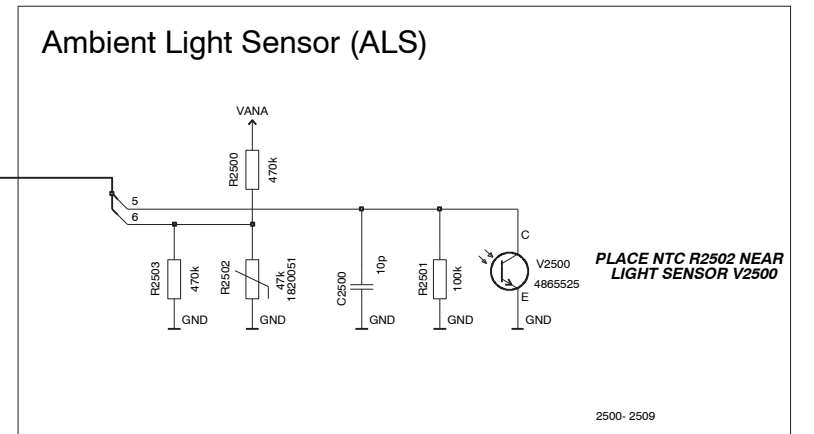 Ambient Light Sensor (ALS)
VANA
R2500
470k
5
6
R2503
470k
R2502
47k
1820051
C2500
10p
R2501
100k
C
V2500
4865525
E
PLACE NTC R2502 NEAR
LIGHT SENSOR V2500
GND
GND
GND
GND
GND
2500- 2509